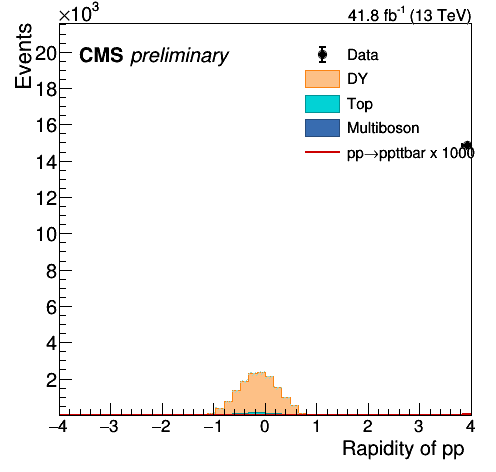 ×10³
41.8 fb⁻¹ (13 TeV)
Events
CMS preliminary
Data
DY
Top
Multiboson
pp→ppttbar x 1000
20
18
16
14
12
10
8
6
4
2
−4 −3 −2 −1 0 1 2 3 4
Rapidity of pp